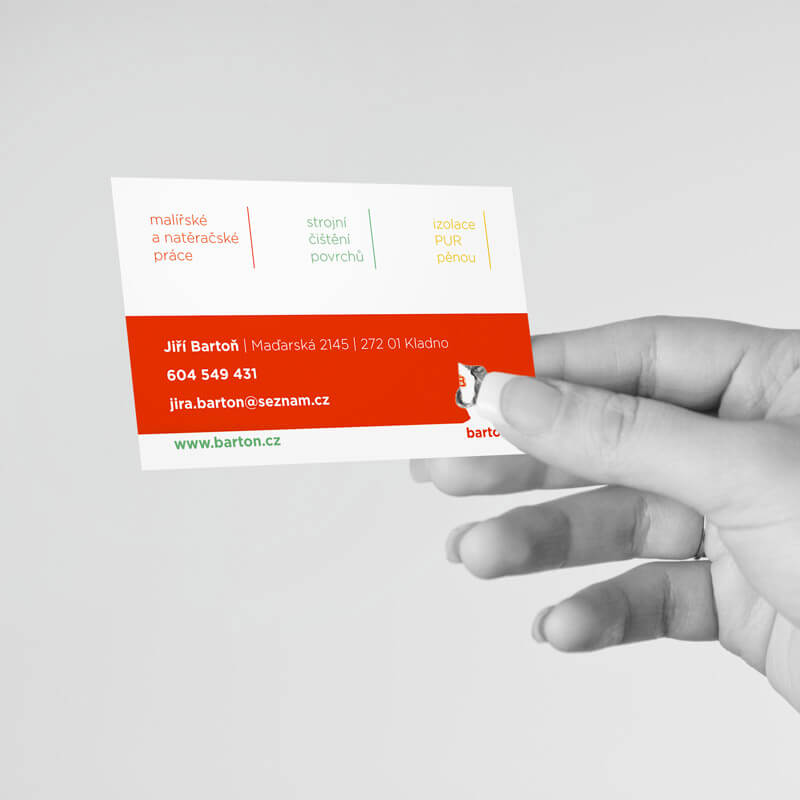 malířské
a natěračské
práce
strojní
čištění
povrchů
izolace
PUR
pěnou
Jiří Bartoň | Maďarská 2145 | 272 01 Kladno
604 549 431
jira.barton@seznam.cz
www.barton.cz